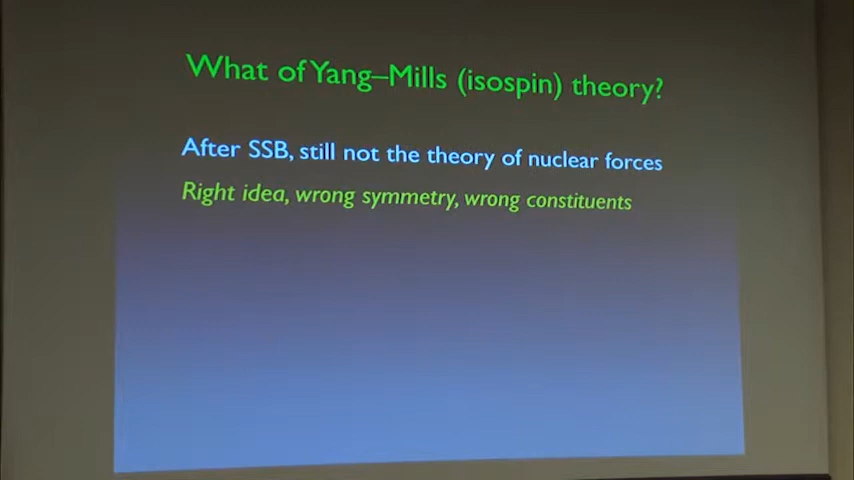 What of Yang–Mills (isospin) theory?
After SSB, still not the theory of nuclear forces
Right idea, wrong symmetry, wrong constituents